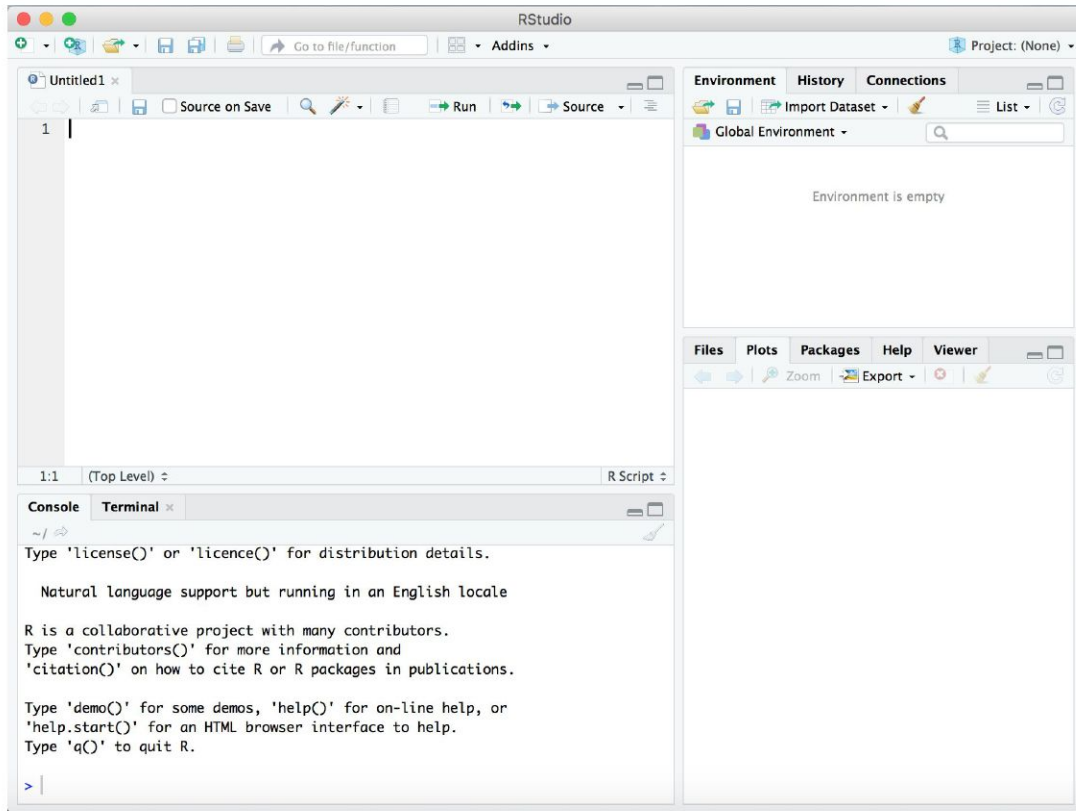 RStudio
Go to file/function Addins Project: (None)
Untitled1
Source on Save Run Source
1
1:1 (Top Level) R Script
Console Terminal
~/
Type 'license()' or 'licence()' for distribution details.
Natural language support but running in an English locale
R is a collaborative project with many contributors.
Type 'contributors()' for more information and
'citation()' on how to cite R or R packages in publications.
Type 'demo()' for some demos, 'help()' for on-line help, or
'help.start()' for an HTML browser interface to help.
Type 'q()' to quit R.
>
Environment History Connections
Import Dataset List
Global Environment
Environment is empty
Files Plots Packages Help Viewer
Zoom Export